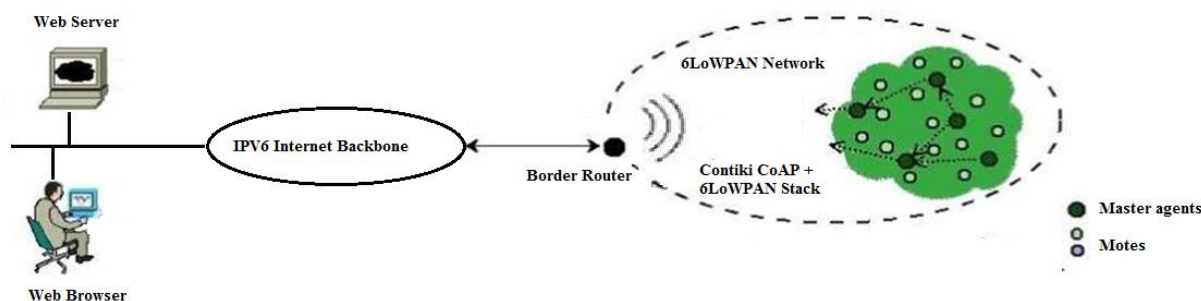 Web Server
6LoWPAN Network
IPV6 Internet Backbone
Border Router
Contiki CoAP +
6LoWPAN Stack
Master agents
Motes
Web Browser